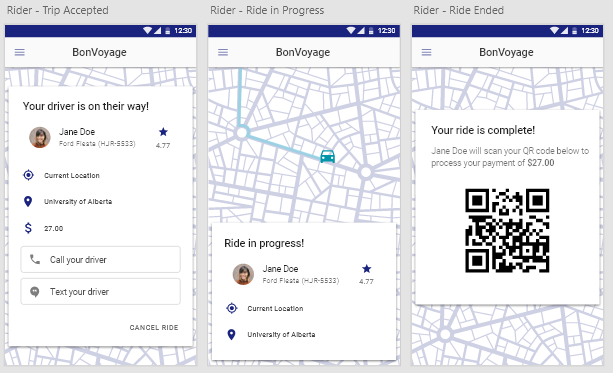 Rider - Trip Accepted
12:30
BonVoyage
Your driver is on their way!
Jane Doe
Ford Fiesta (HJR-5533)
4.77
Current Location
University of Alberta
$ 27.00
Call your driver
Text your driver
CANCEL RIDE
Rider - Ride in Progress
12:30
BonVoyage
Ride in progress!
Jane Doe
Ford Fiesta (HJR-5533)
4.77
Current Location
University of Alberta
Rider - Ride Ended
12:30
BonVoyage
Your ride is complete!
Jane Doe will scan your QR code below to
process your payment of $27.00